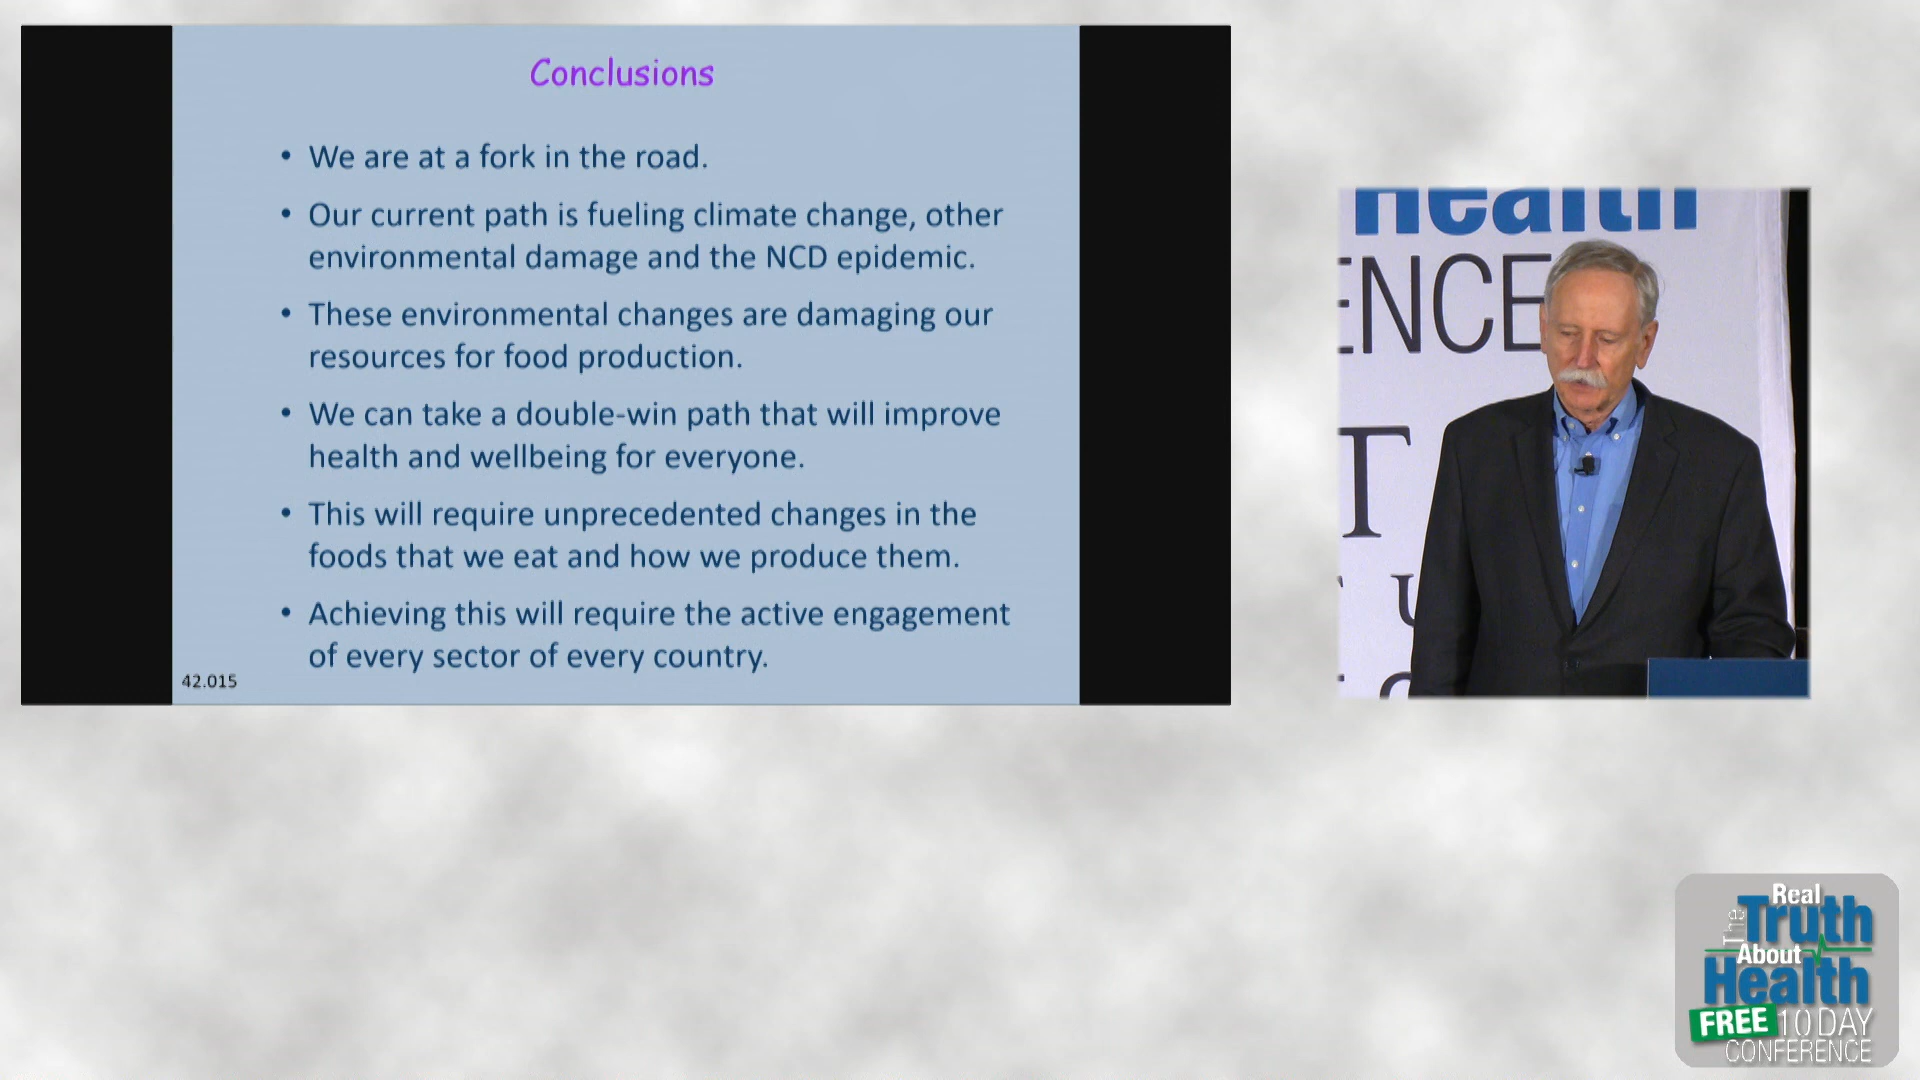 Conclusions
• We are at a fork in the road.
• Our current path is fueling climate change, other
environmental damage and the NCD epidemic.
• These environmental changes are damaging our
resources for food production.
• We can take a double-win path that will improve
health and wellbeing for everyone.
• This will require unprecedented changes in the
foods that we eat and how we produce them.
• Achieving this will require the active engagement
of every sector of every country.
42.015
Health
ENCE
T
The Real
Truth
About
Health
FREE 10 DAY
CONFERENCE